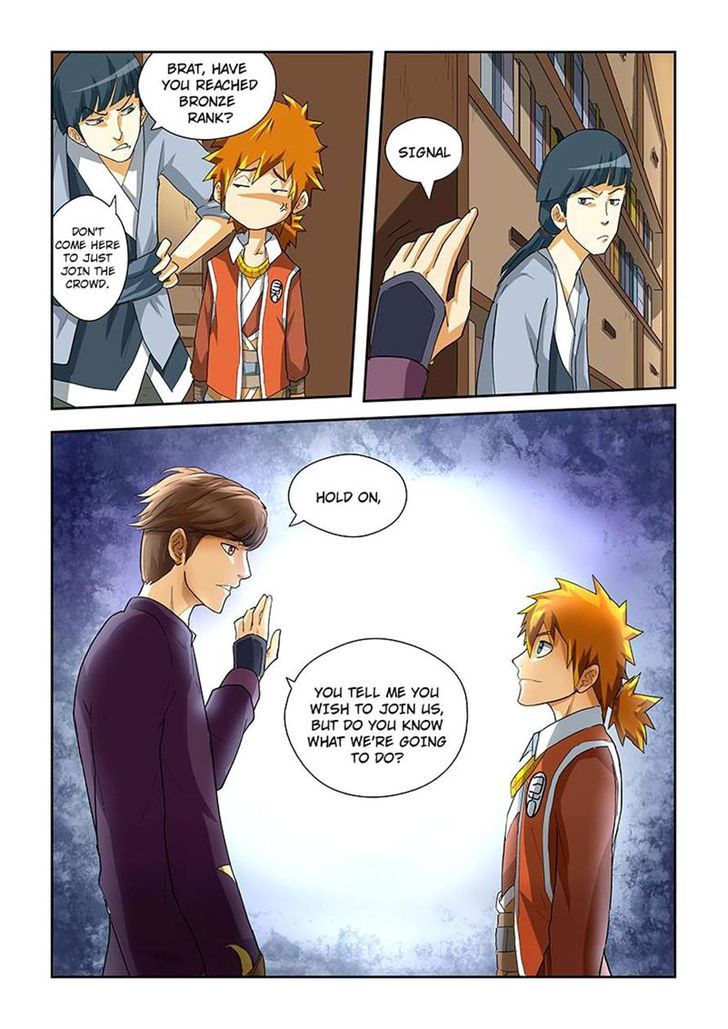 BRAT, HAVE
YOU REACHED
BRONZE
RANK?
DON'T
COME HERE
TO JUST
JOIN THE
CROWD.
SIGNAL
HOLD ON,
YOU TELL ME YOU
WISH TO JOIN US,
BUT DO YOU KNOW
WHAT WE'RE GOING
TO DO?